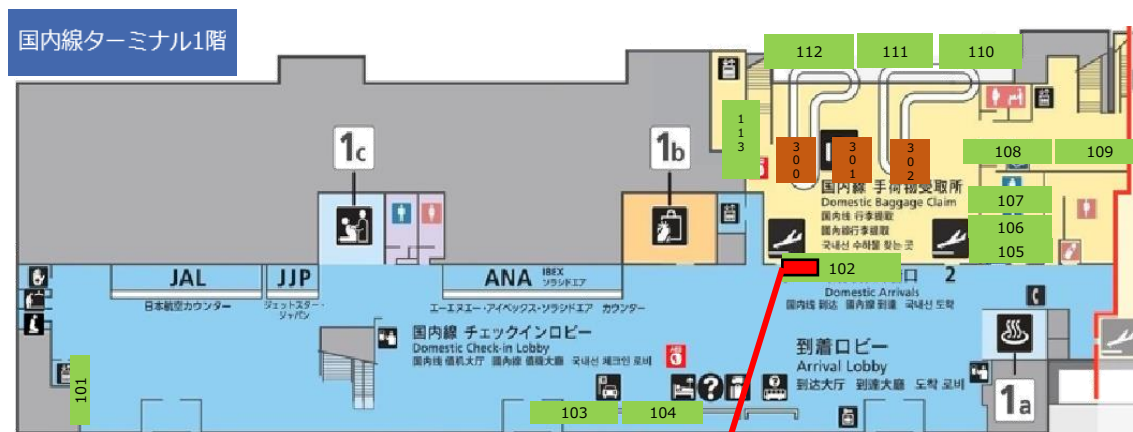 国内線ターミナル1階
112
111
110
113
300
301
302
108
109
1c
1b
国内線 手荷物受取所
Domestic Baggage Claim
国内线 行李提取
國內線行李提取
국내선 수하물 찾는 곳
107
106
105
JAL
日本航空カウンター
JJP
ジェットスター・
ジャパン
ANA IBEX
ソラシドエア
エーエヌエー・アイベックス・ソラシドエア カウンター
102
口 2
Domestic Arrivals
国内线 到达 國內線 到達 국내선 도착
国内線 チェックインロビー
Domestic Check-in Lobby
国内线 值机大厅 國內線 值機大廳 국내선 체크인 로비
到着ロビー
Arrival Lobby
到达大厅 到達大廳 도착 로비
1a
101
103
104